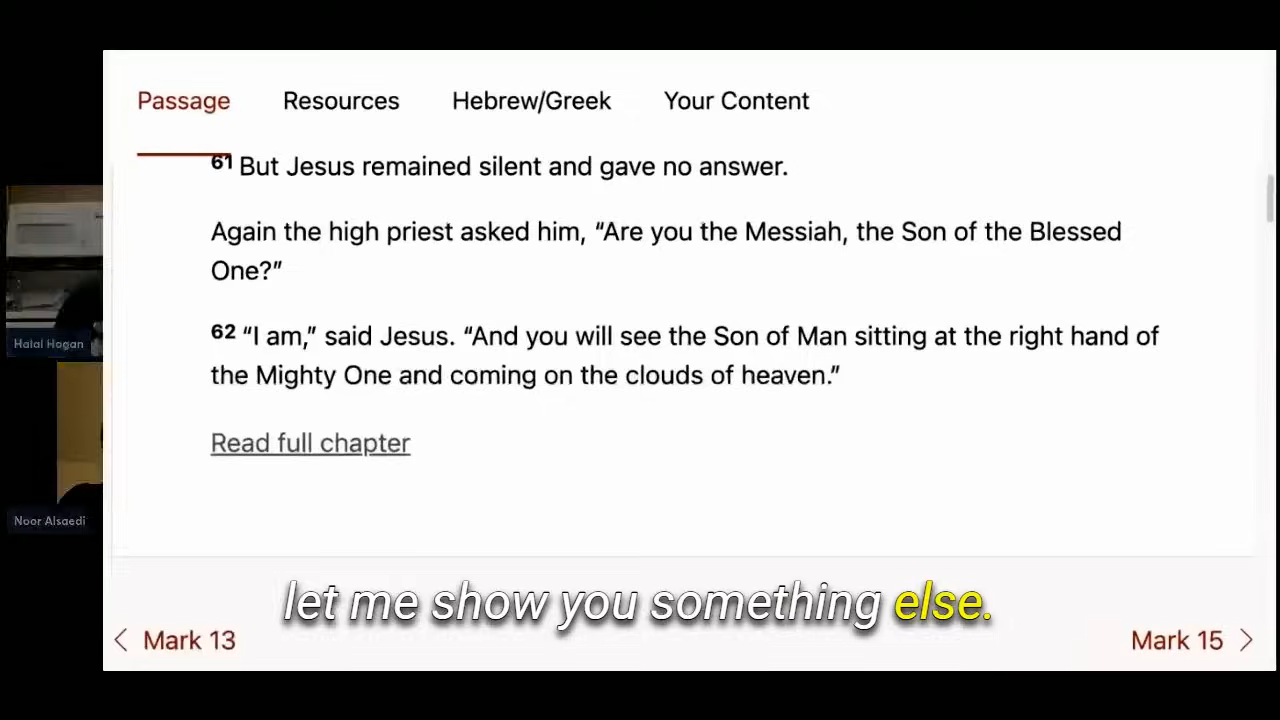 Passage Resources Hebrew/Greek Your Content
61 But Jesus remained silent and gave no answer.
Again the high priest asked him, “Are you the Messiah, the Son of the Blessed
One?”
62 “I am,” said Jesus. “And you will see the Son of Man sitting at the right hand of
the Mighty One and coming on the clouds of heaven.”
Halal Hogan
Read full chapter
Noor Alsaedi
let me show you something else.
Mark 13 Mark 15